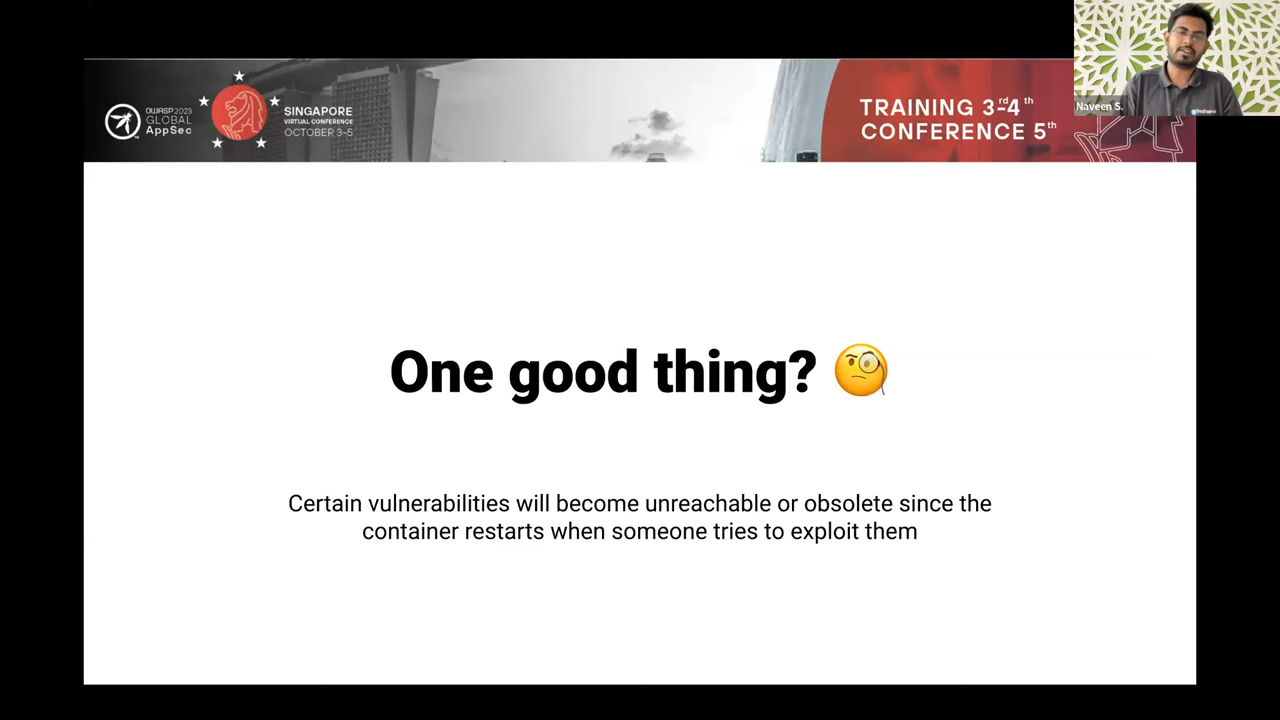 OWASP 2023
GLOBAL
AppSec
SINGAPORE
VIRTUAL CONFERENCE
OCTOBER 3-5
TRAINING 3rd-4th
CONFERENCE 5th
Naveen S.
One good thing?
Certain vulnerabilities will become unreachable or obsolete since the
container restarts when someone tries to exploit them